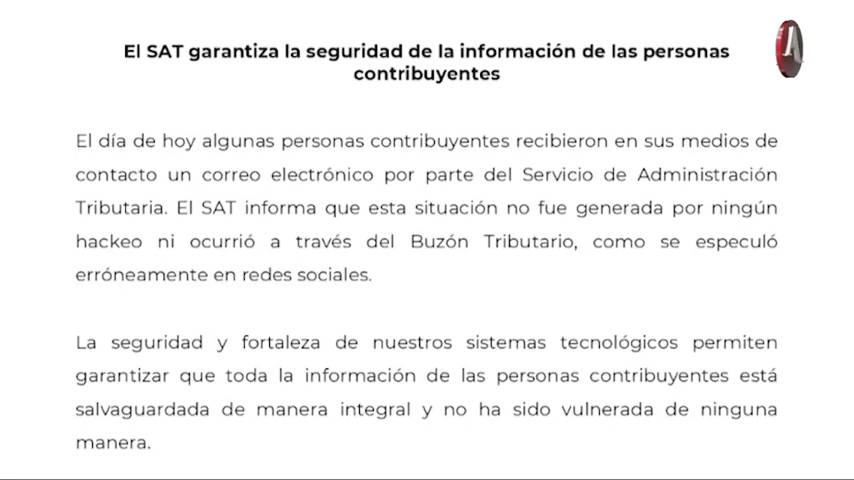 El SAT garantiza la seguridad de la información de las personas
contribuyentes
El día de hoy algunas personas contribuyentes recibieron en sus medios de
contacto un correo electrónico por parte del Servicio de Administración
Tributaria. El SAT informa que esta situación no fue generada por ningún
hackeo ni ocurrió a través del Buzón Tributario, como se especuló
erróneamente en redes sociales.
La seguridad y fortaleza de nuestros sistemas tecnológicos permiten
garantizar que toda la información de las personas contribuyentes está
salvaguardada de manera integral y no ha sido vulnerada de ninguna
manera.
A